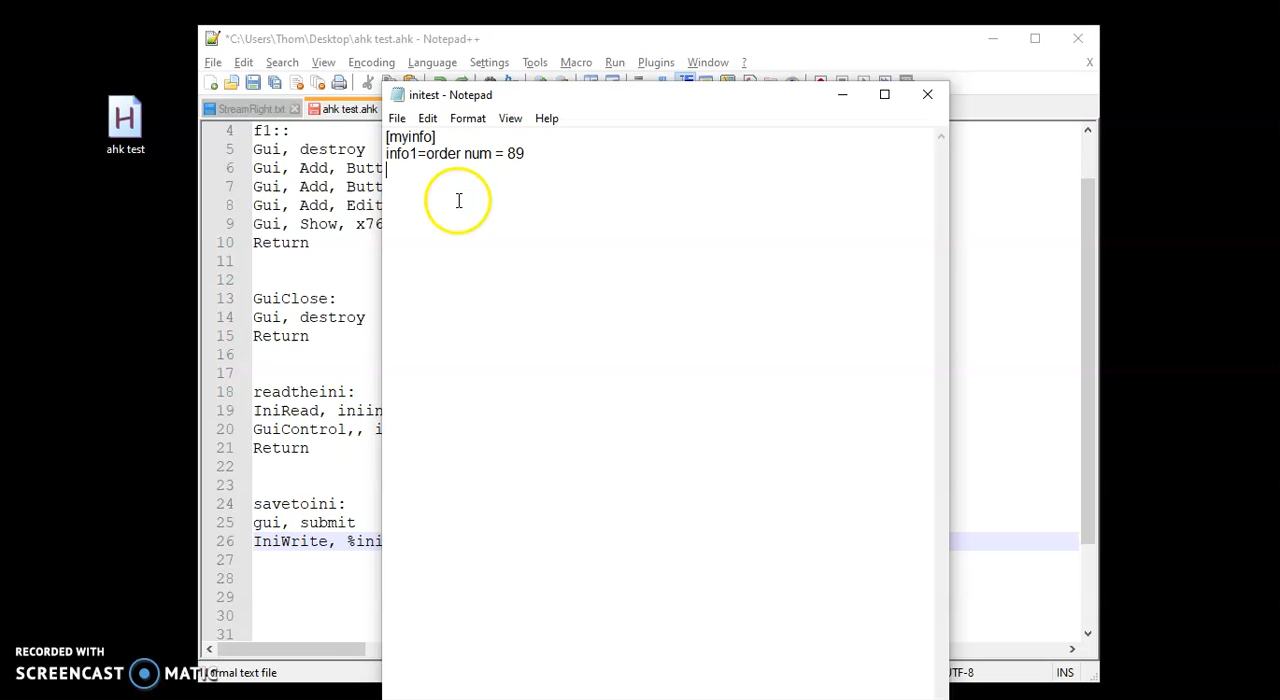 *C:\Users\Thom\Desktop\ahk test.ahk - Notepad++
File Edit Search View Encoding Language Settings Tools Macro Run Plugins Window ? X
StreamRight.txt ahk test.ahk
initest - Notepad
File Edit Format View Help
[myinfo]
info1=order num = 89
ahk test
4 f1::
5 Gui, destroy
6 Gui, Add, Butt
7 Gui, Add, Butt
8 Gui, Add, Edit
9 Gui, Show, x76
10 Return
11
12
13 GuiClose:
14 Gui, destroy
15 Return
16
17
18 readtheini:
19 IniRead, iniin
20 GuiControl,, i
21 Return
22
23
24 savetoini:
25 gui, submit
26 IniWrite, %ini
27
28
29
30
31
RECORDED WITH
SCREENCAST MATIC
rmal text file UTF-8 INS